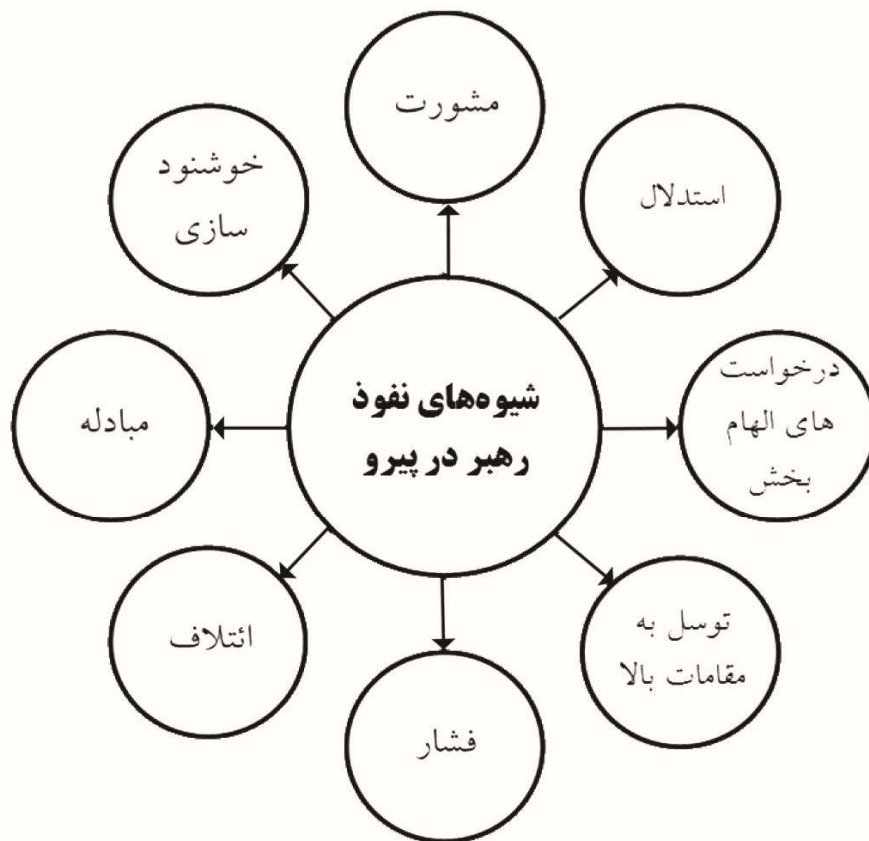 مشورت
استدلال
درخواست
های الهام
بخش
توسل به
مقامات بالا
فشار
ائتلاف
مبادله
خوشنود
سازی
شیوه‌های نفوذ
رهبر در پیرو